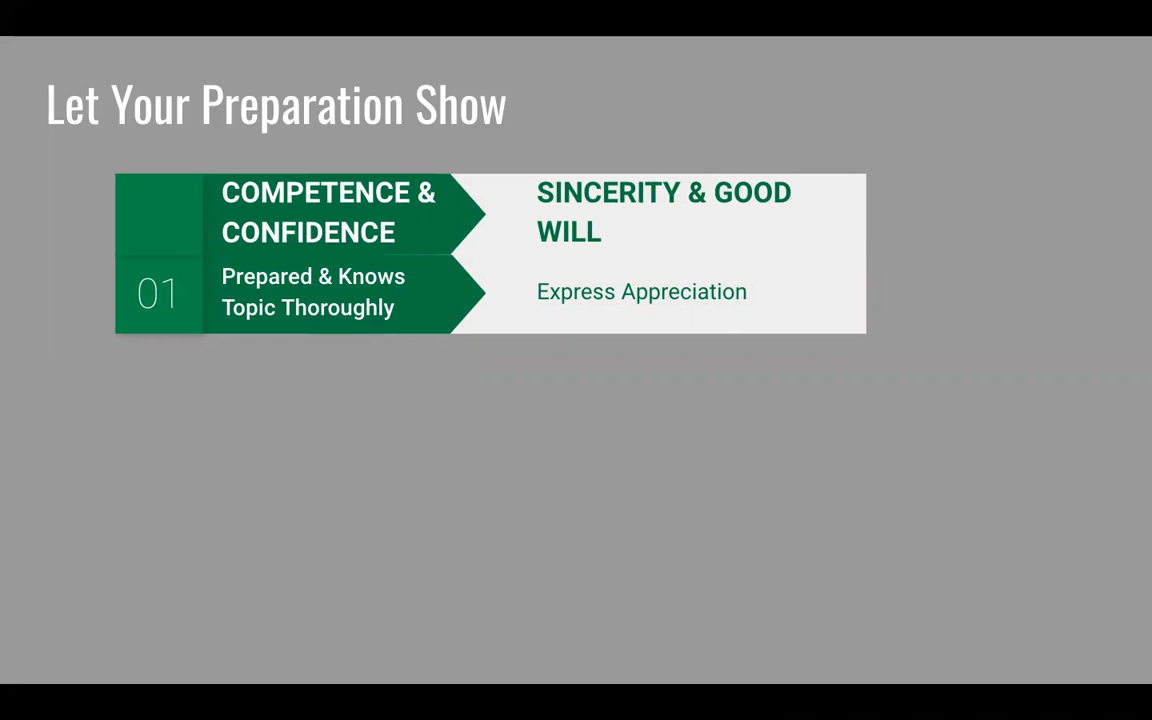 Let Your Preparation Show
COMPETENCE &
CONFIDENCE
SINCERITY & GOOD
WILL
01
Prepared & Knows
Topic Thoroughly
Express Appreciation